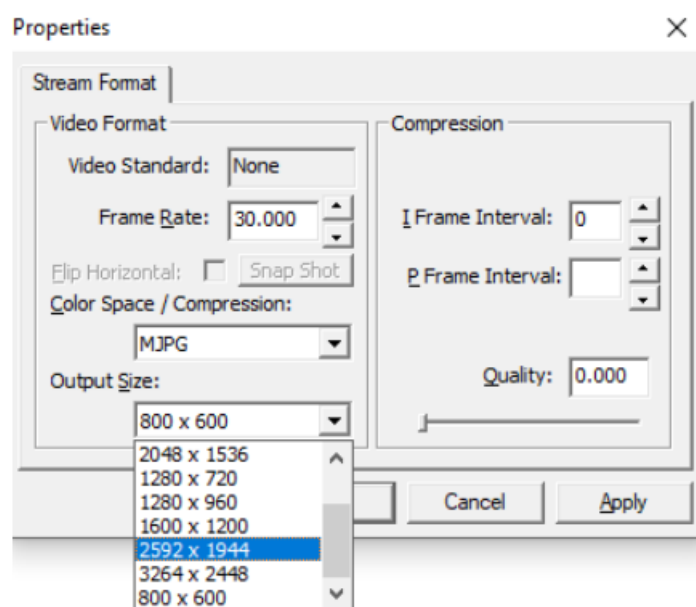 Properties
Stream Format
Video Format
Video Standard: None
Frame Rate: 30.000
Flip Horizontal: Snap Shot
Color Space / Compression:
MJPG
Output Size:
800 x 600
2048 x 1536
1280 x 720
1280 x 960
1600 x 1200
2592 x 1944
3264 x 2448
800 x 600
Compression
I Frame Interval: 0
P Frame Interval:
Quality: 0.000
Cancel
Apply